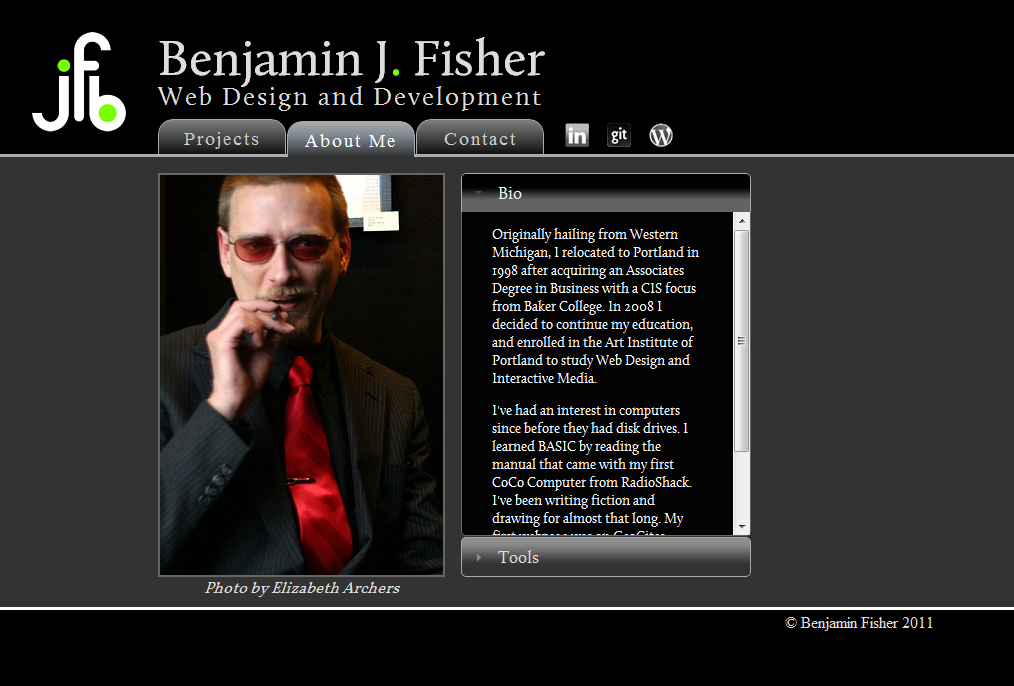 jfb
Benjamin J. Fisher
Web Design and Development
Projects
About Me
Contact
in
git
W
Bio
Originally hailing from Western
Michigan, I relocated to Portland in
1998 after acquiring an Associates
Degree in Business with a CIS focus
from Baker College. In 2008 I
decided to continue my education,
and enrolled in the Art Institute of
Portland to study Web Design and
Interactive Media.
I've had an interest in computers
since before they had disk drives. I
learned BASIC by reading the
manual that came with my first
CoCo Computer from RadioShack.
I've been writing fiction and
drawing for almost that long. My
Tools
Photo by Elizabeth Archers
© Benjamin Fisher 2011